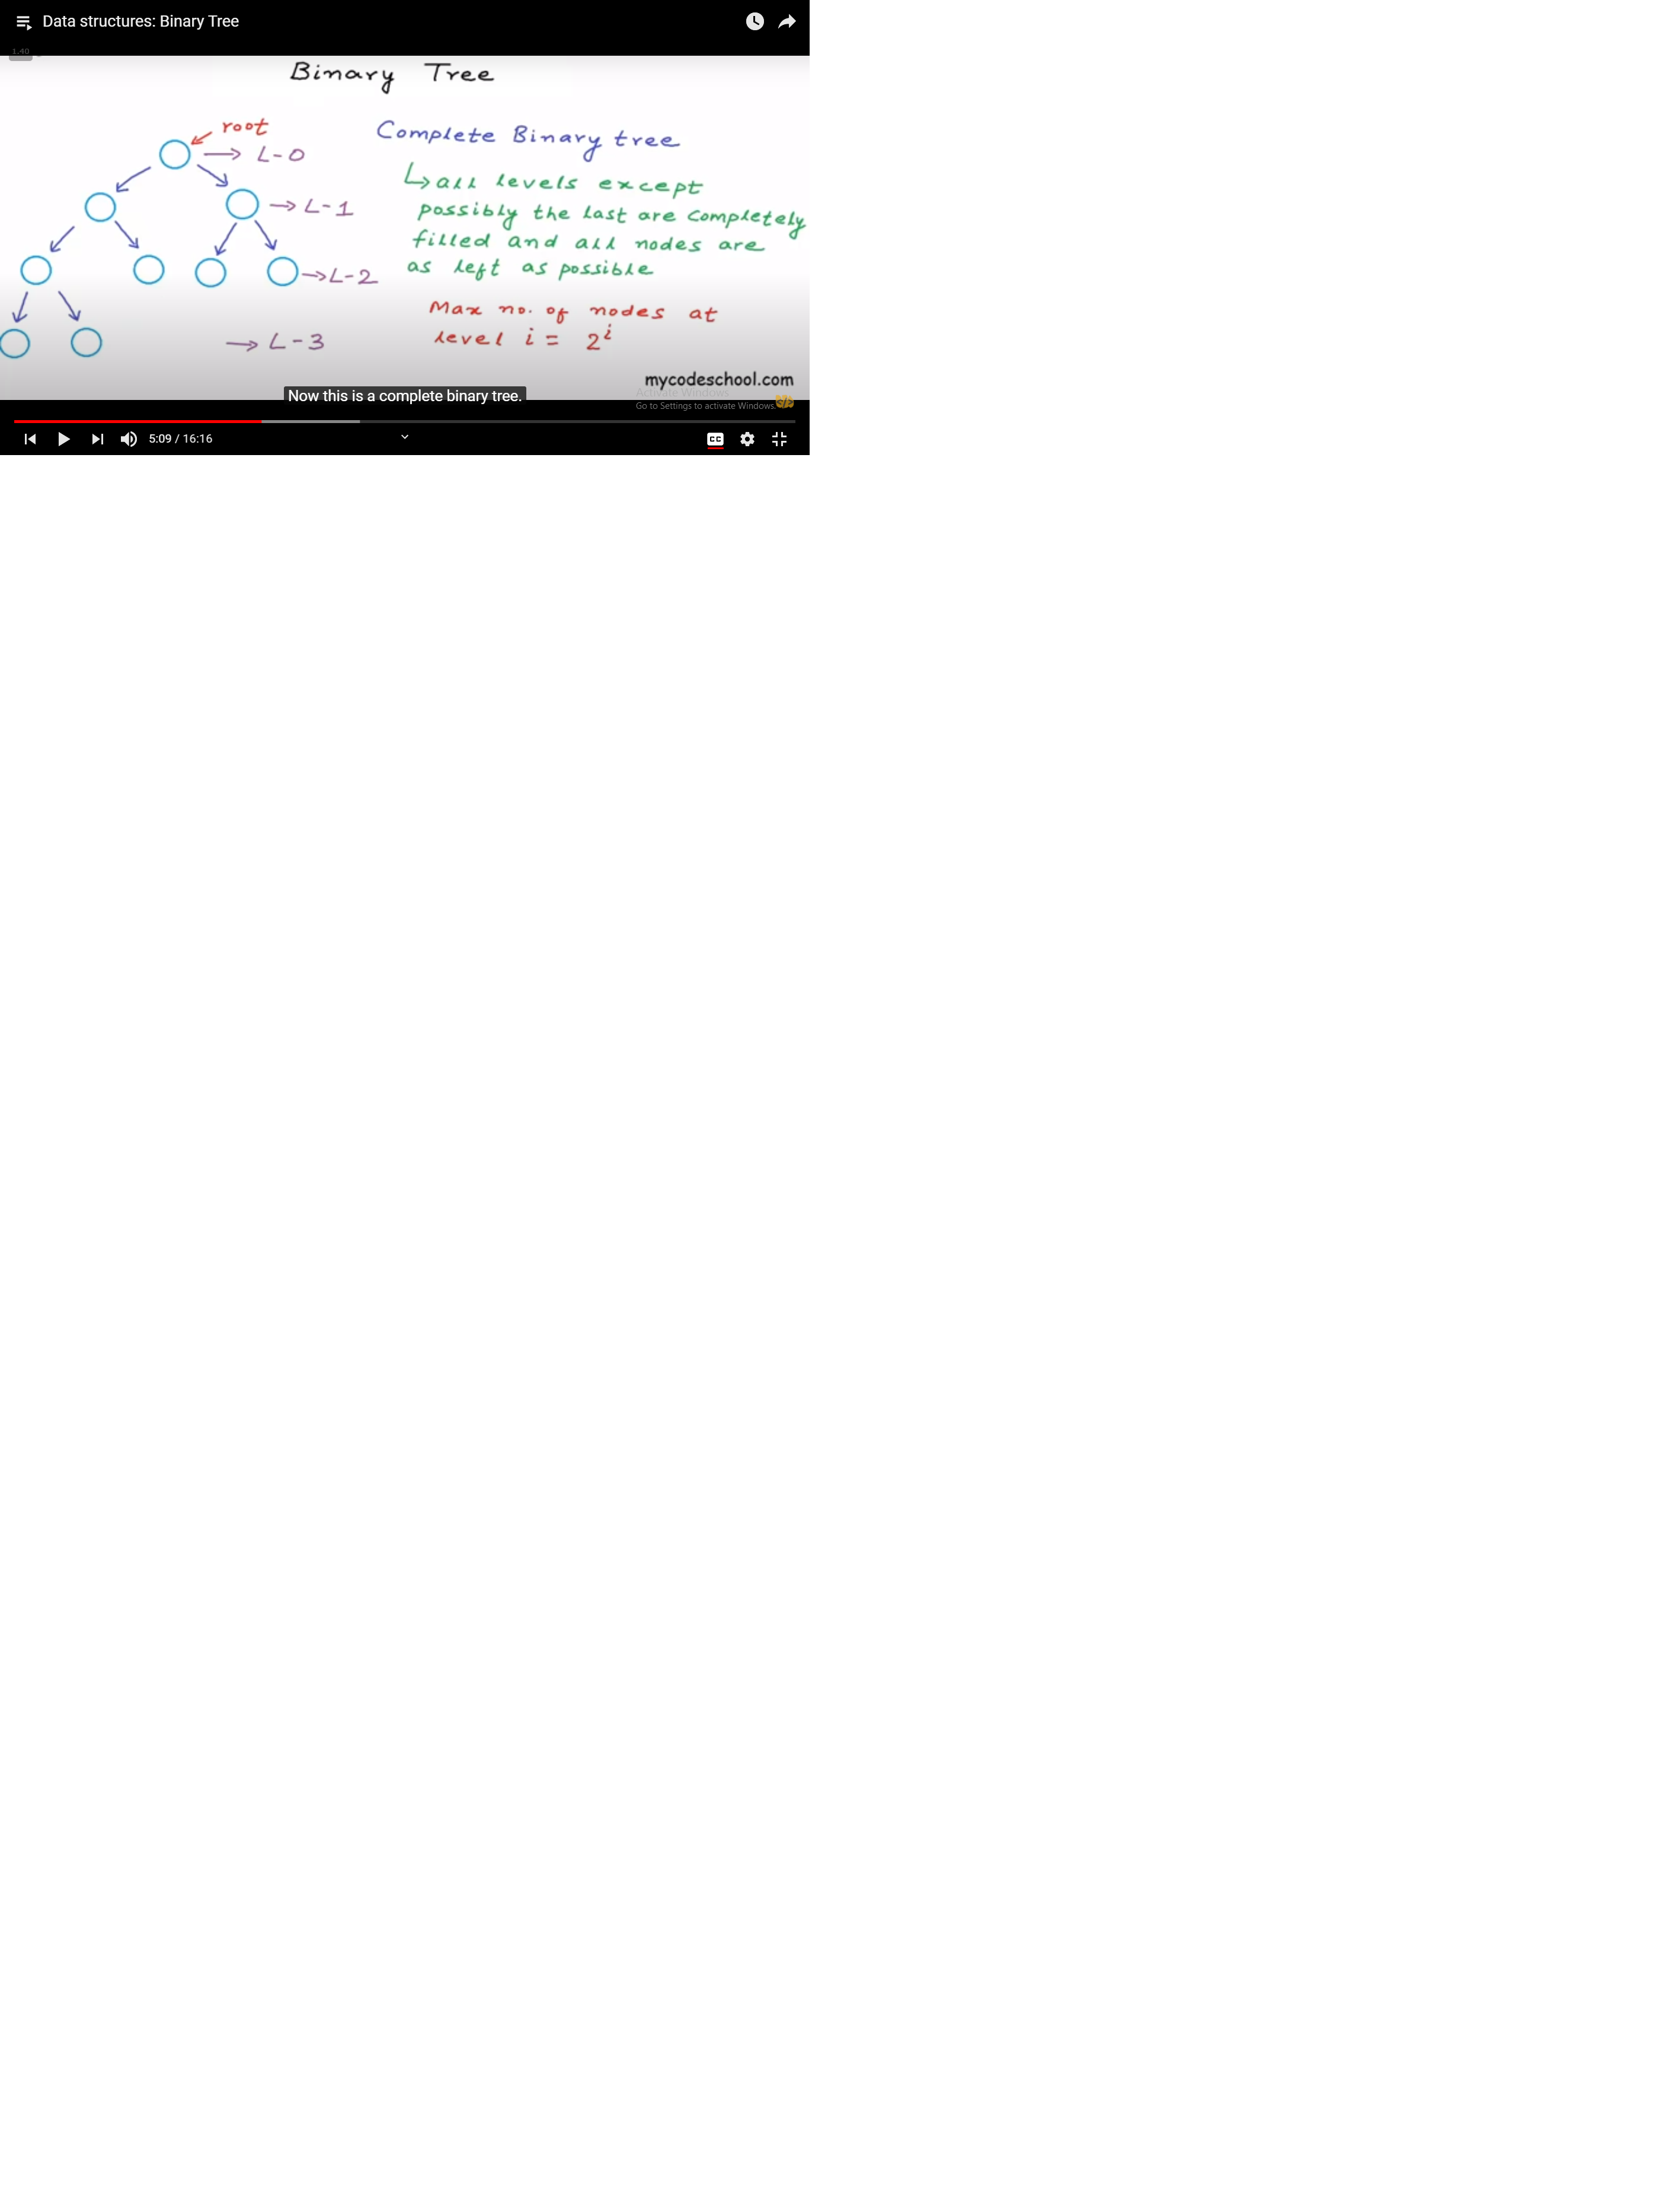 Data structures: Binary Tree
1.40
Binary Tree
root
L-0
Complete Binary tree
all levels except
L-1
possibly the last are completely
filled and all nodes are
L-2
as left as possible
Max no. of nodes at
L-3
level i = 2^i
mycodeschool.com
Now this is a complete binary tree.
Activate Windows
Go to Settings to activate Windows.
5:09 / 16:16
CC